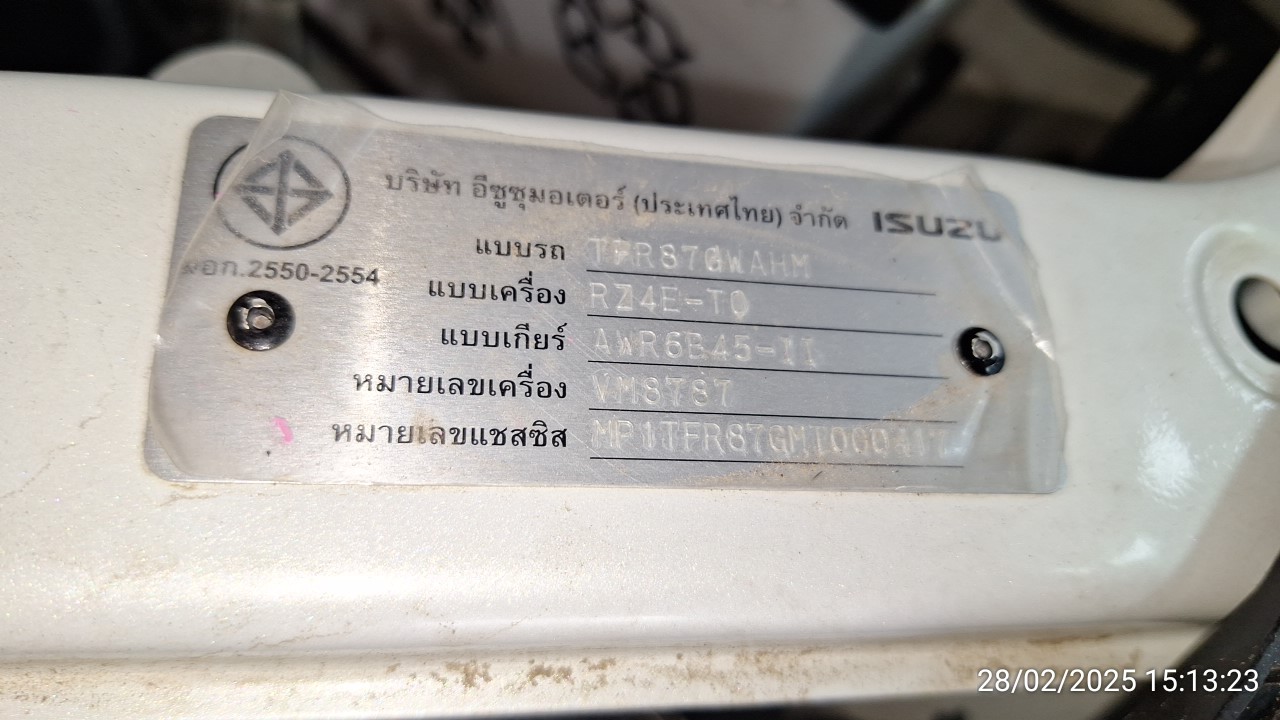 บริษัท อีซูซุมอเตอร์ (ประเทศไทย) จำกัด ISUZU
มอก.2550-2554
แบบรถ TFR87GWAHM
แบบเครื่อง RZ4E-TC
แบบเกียร์ AWR6B45-II
หมายเลขเครื่อง VM8787
หมายเลขแชสซิส
28/02/2025 15:13:23